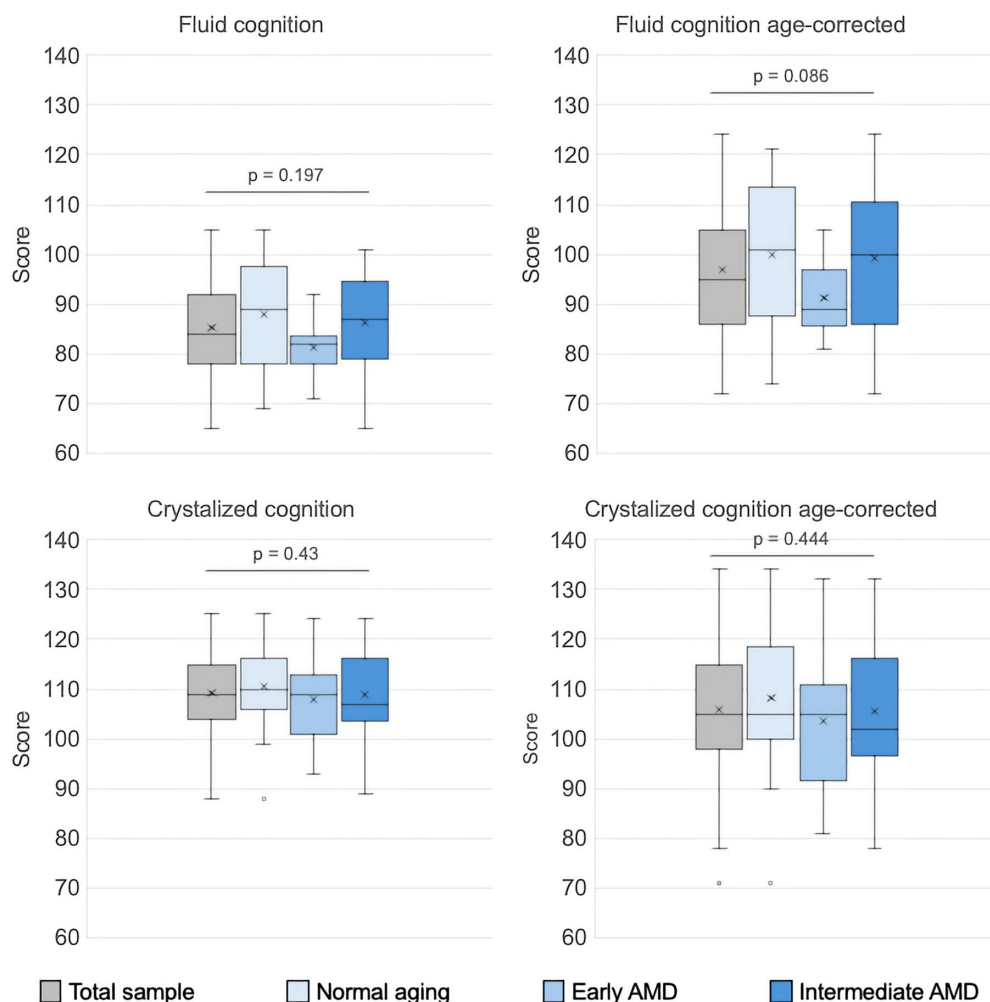 Fluid cognition
140
130
120
110
100
90
80
70
60
Score
p = 0.197
Fluid cognition age-corrected
140
130
120
110
100
90
80
70
60
Score
p = 0.086
Crystalized cognition
140
130
120
110
100
90
80
70
60
Score
p = 0.43
Crystalized cognition age-corrected
140
130
120
110
100
90
80
70
60
Score
p = 0.444
Total sample
Normal aging
Early AMD
Intermediate AMD